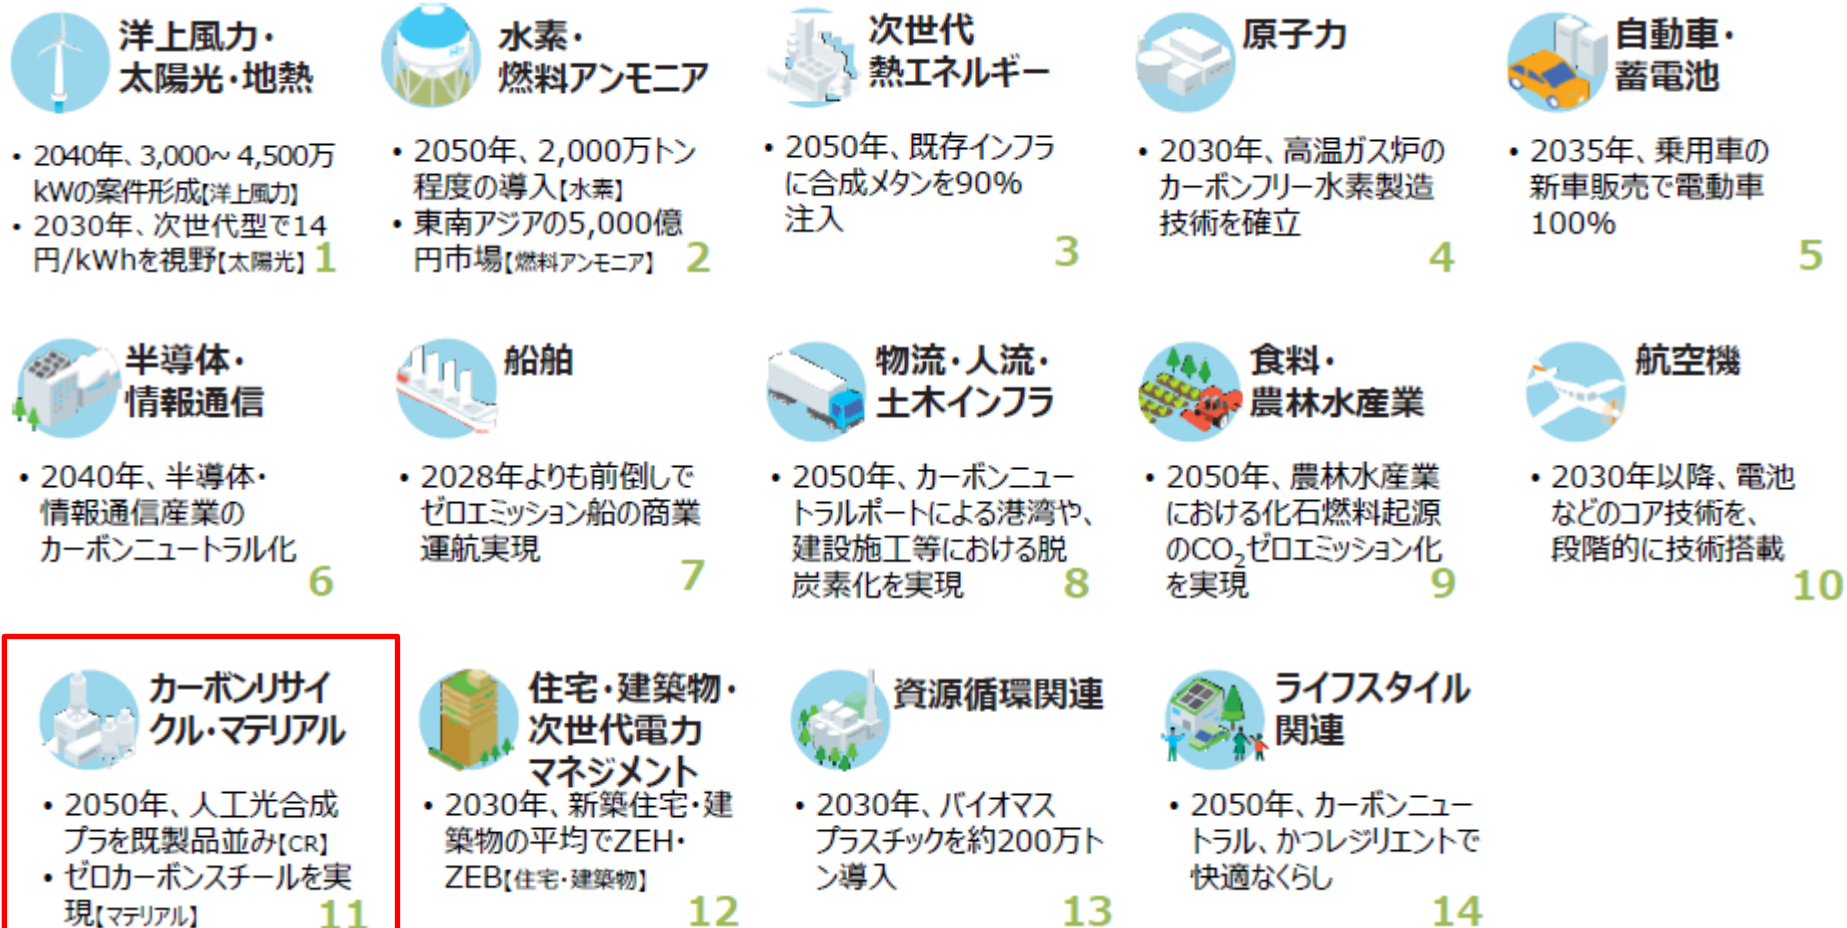 洋上風力・
太陽光・地熱
• 2040年、3,000~ 4,500万
kWの案件形成【洋上風力】
• 2030年、次世代型で14
円/kWhを視野【太陽光】
1
水素・
燃料アンモニア
• 2050年、2,000万トン
程度の導入【水素】
• 東南アジアの5,000億
円市場【燃料アンモニア】
2
次世代
熱エネルギー
• 2050年、既存インフラ
に合成メタンを90%
注入
3
原子力
• 2030年、高温ガス炉の
カーボンフリー水素製造
技術を確立
4
自動車・
蓄電池
• 2035年、乗用車の
新車販売で電動車
100%
5
半導体・
情報通信
• 2040年、半導体・
情報通信産業の
カーボンニュートラル化
6
船舶
• 2028年よりも前倒しで
ゼロエミッション船の商業
運航実現
7
物流・人流・
土木インフラ
• 2050年、カーボンニュー
トラルポートによる港湾や、
建設施工等における脱
炭素化を実現
8
食料・
農林水産業
• 2050年、農林水産業
における化石燃料起源
のCO₂ゼロエミッション化
を実現
9
航空機
• 2030年以降、電池
などのコア技術を、
段階的に技術搭載
10
カーボンリサイ
クル・マテリアル
• 2050年、人工光合成
プラを既製品並み【CR】
• ゼロカーボンスチールを実
現【マテリアル】
11
住宅・建築物・
次世代電力
マネジメント
• 2030年、新築住宅・建
築物の平均でZEH・
ZEB【住宅・建築物】
12
資源循環関連
• 2030年、バイオマス
プラスチックを約200万ト
ン導入
13
ライフスタイル
関連
• 2050年、カーボンニュー
トラル、かつレジリエントで
快適なくらし
14